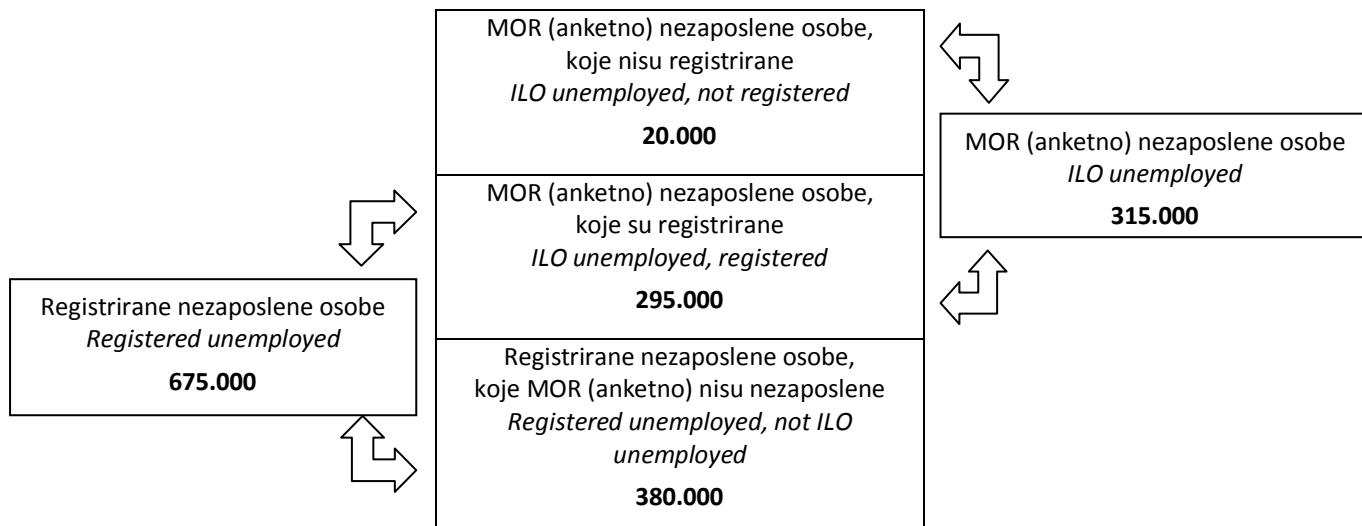 MOR (anketno) nezaposlene osobe,
koje nisu registrirane
ILO unemployed, not registered
20.000
MOR (anketno) nezaposlene osobe
ILO unemployed
315.000
MOR (anketno) nezaposlene osobe,
koje su registrirane
ILO unemployed, registered
295.000
Registrirane nezaposlene osobe
Registered unemployed
675.000
Registrirane nezaposlene osobe,
koje MOR (anketno) nisu nezaposlene
Registered unemployed, not ILO
unemployed
380.000